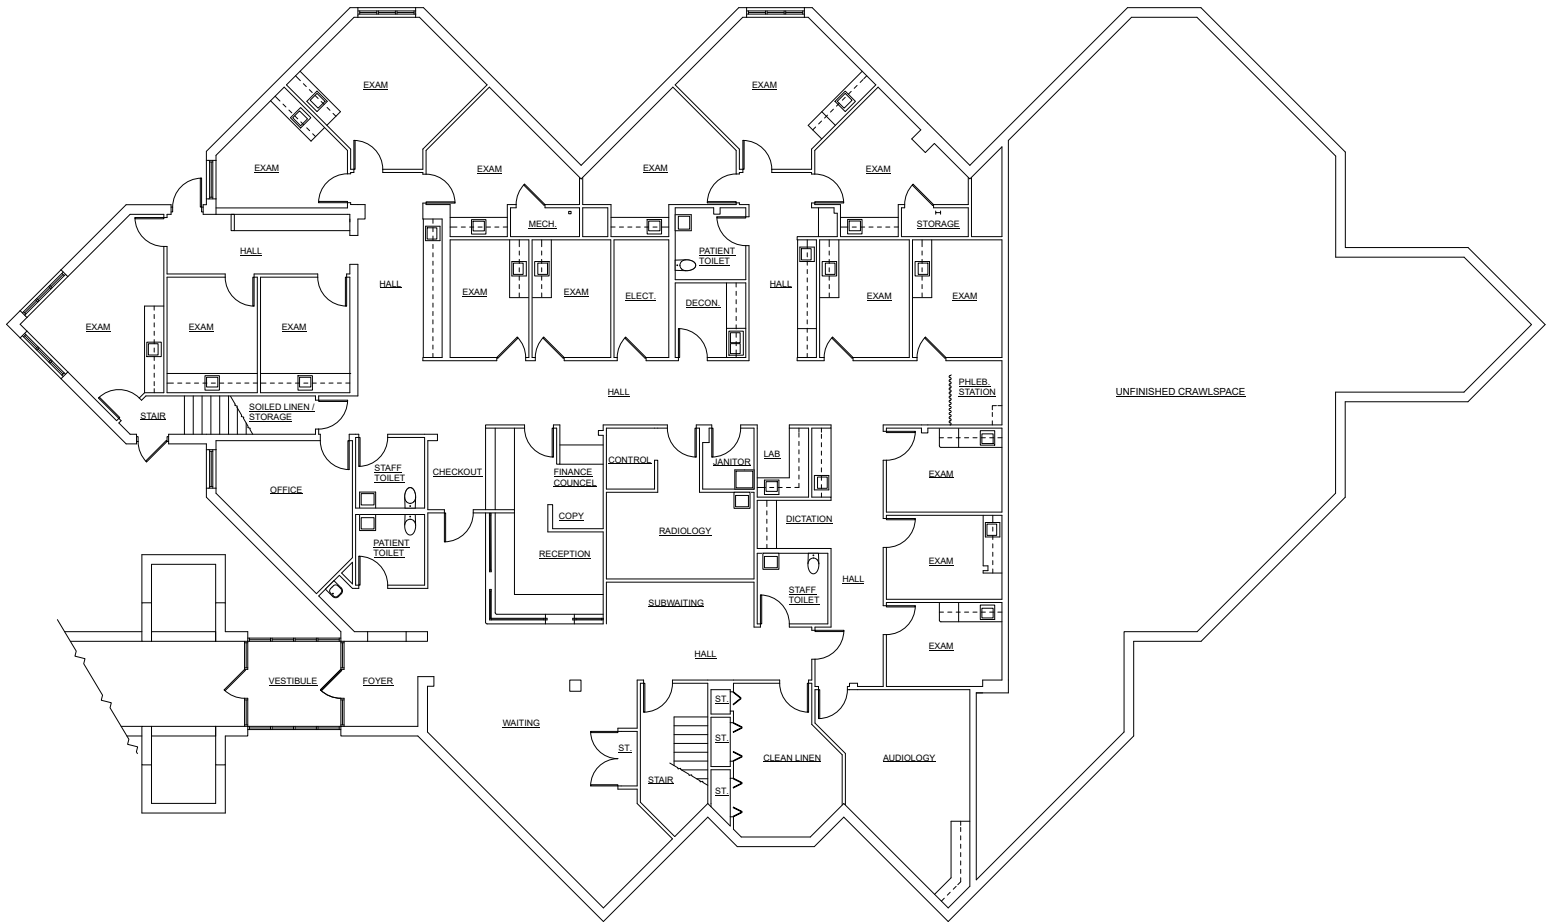 EXAM
EXAM
EXAM
EXAM
EXAM
EXAM
EXAM
MECH.
STORAGE
HALL
PATIENT
TOILET
HALL
HALL
EXAM
EXAM
ELECT.
DECON.
EXAM
EXAM
EXAM
EXAM
EXAM
HALL
PHLEB.
STATION
UNFINISHED CRAWLSPACE
STAIR
SOILED LINEN /
STORAGE
OFFICE
STAFF
TOILET
CHECKOUT
FINANCE
COUNCEL
CONTROL
JANITOR
LAB
EXAM
COPY
RADIOLOGY
DICTATION
PATIENT
TOILET
RECEPTION
EXAM
HALL
STAFF
TOILET
SUBWAITING
HALL
EXAM
VESTIBULE
FOYER
ST.
WAITING
ST.
ST.
STAIR
CLEAN LINEN
AUDIOLOGY
ST.